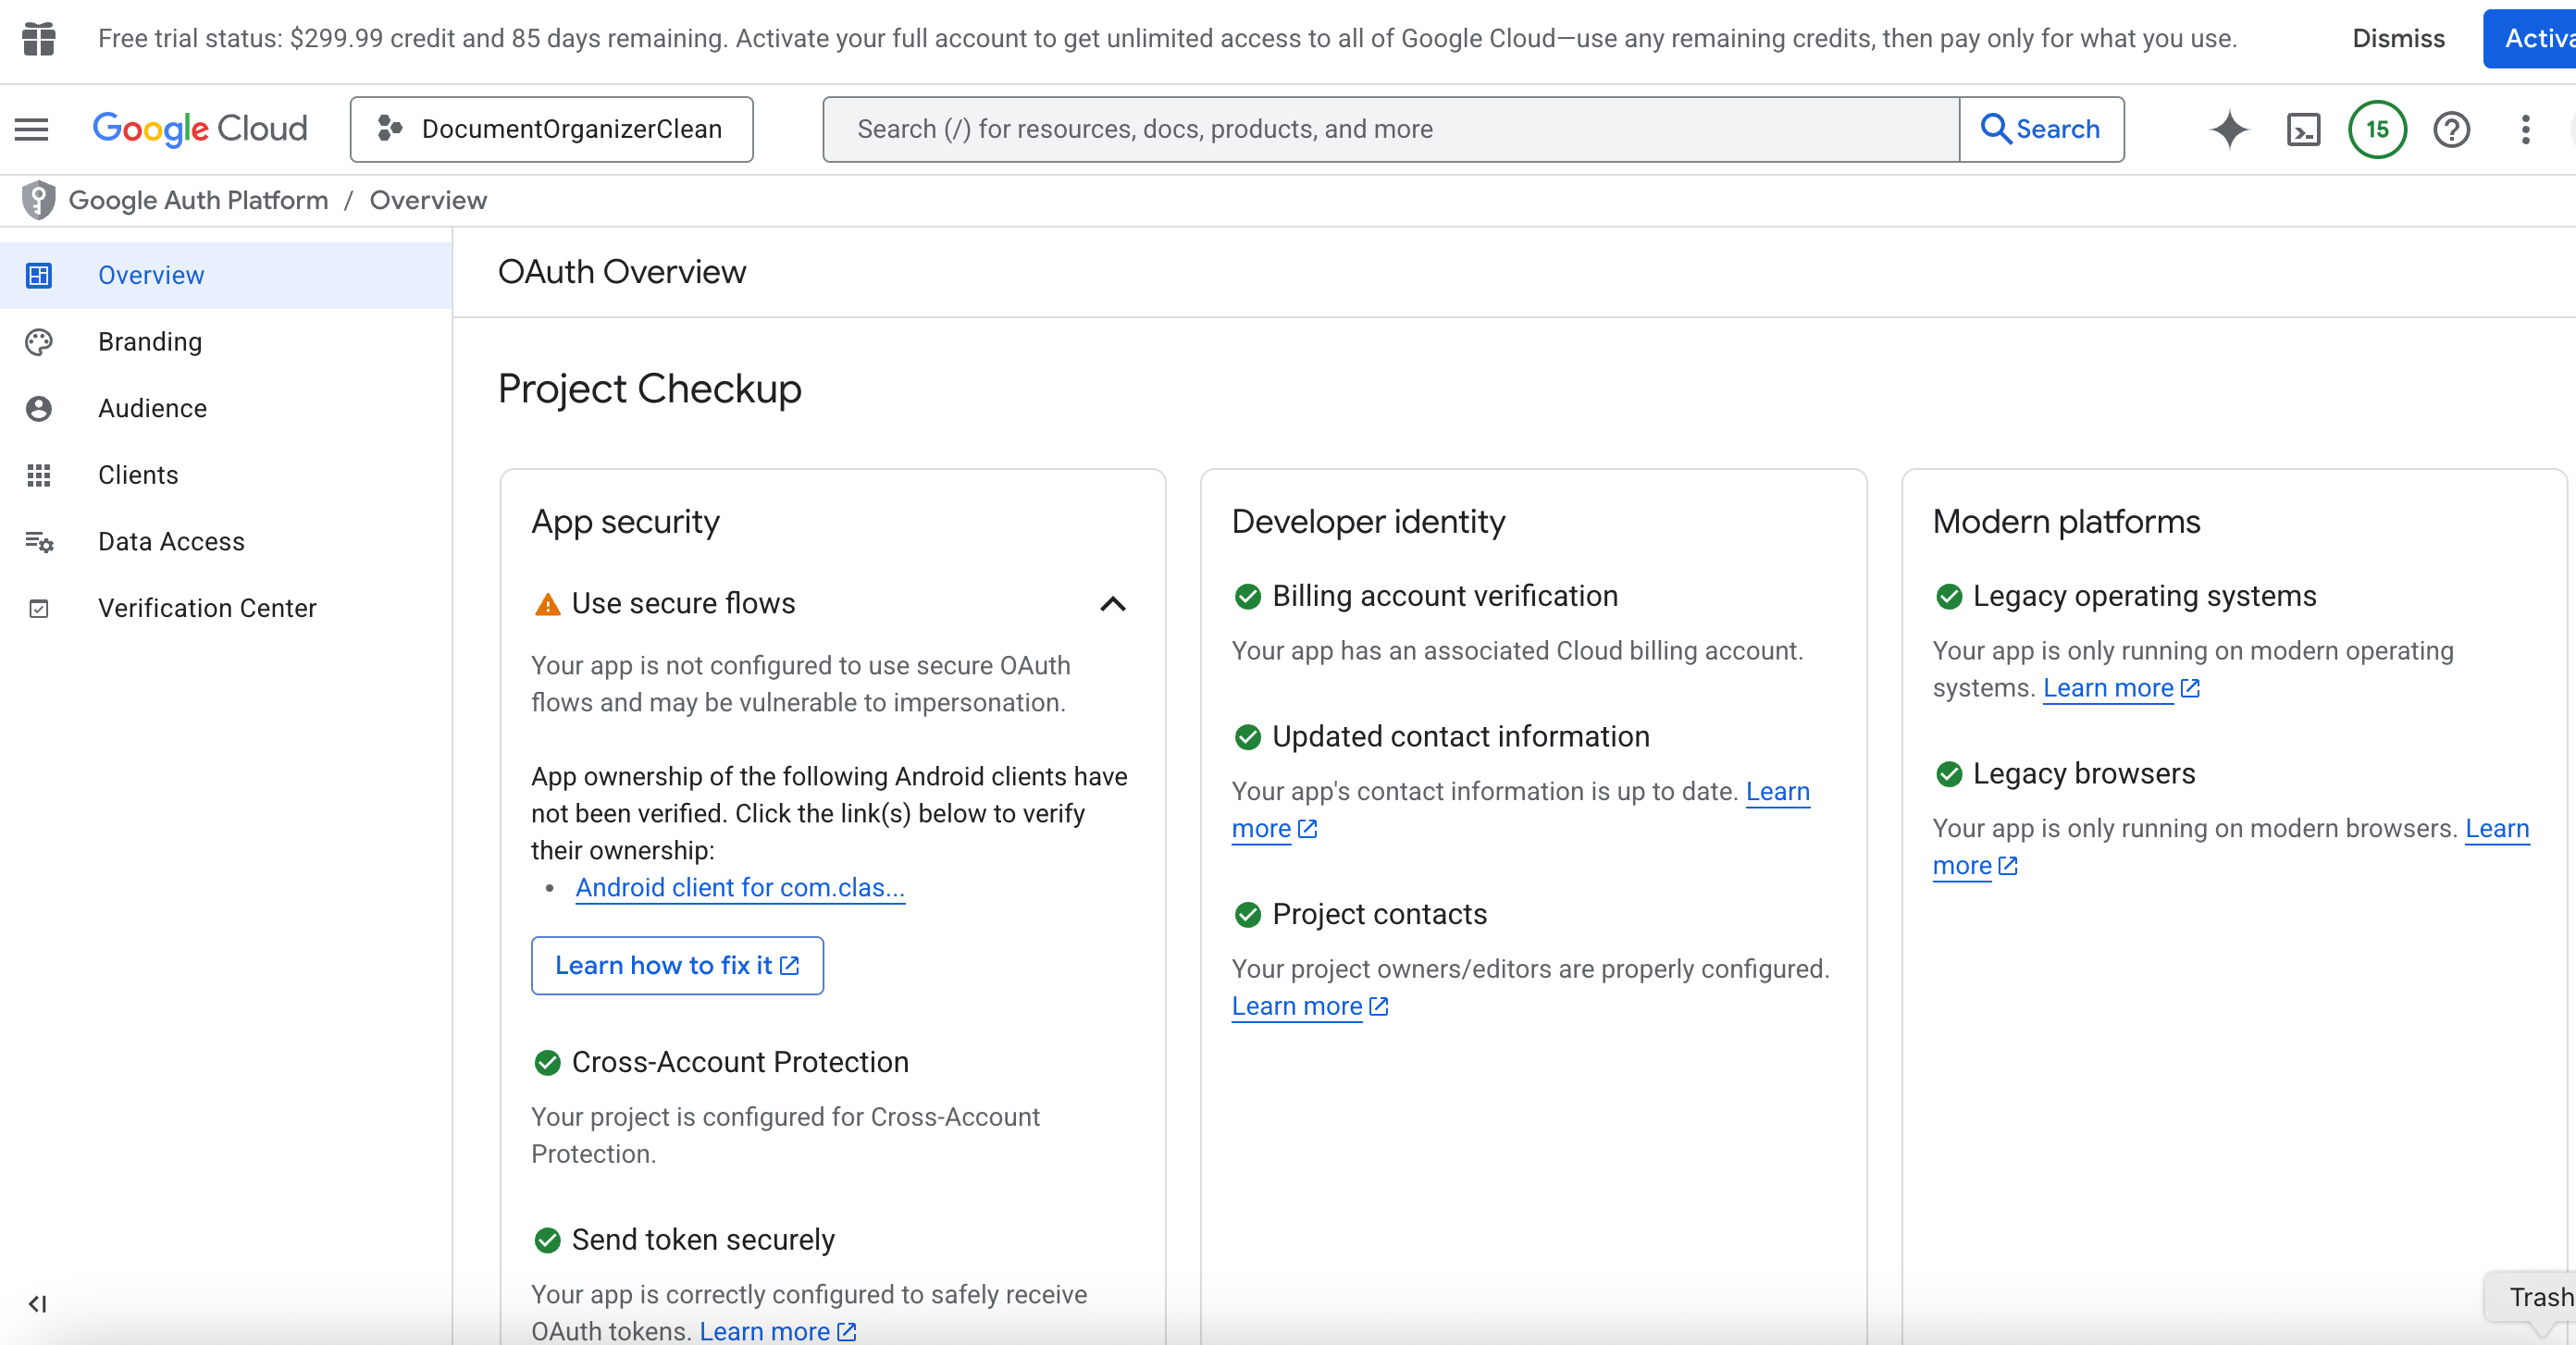 Free trial status: $299.99 credit and 85 days remaining. Activate your full account to get unlimited access to all of Google Cloud—use any remaining credits, then pay only for what you use.
Dismiss
Activa
Google Cloud
DocumentOrganizerClean
Search (/) for resources, docs, products, and more
Search
15
Google Auth Platform / Overview
Overview
Branding
Audience
Clients
Data Access
Verification Center
OAuth Overview
Project Checkup
App security
Use secure flows
Your app is not configured to use secure OAuth
flows and may be vulnerable to impersonation.
App ownership of the following Android clients have
not been verified. Click the link(s) below to verify
their ownership:
• Android client for com.clas...
Learn how to fix it
Cross-Account Protection
Your project is configured for Cross-Account
Protection.
Send token securely
Your app is correctly configured to safely receive
OAuth tokens. Learn more
Developer identity
Billing account verification
Your app has an associated Cloud billing account.
Updated contact information
Your app's contact information is up to date. Learn
more
Project contacts
Your project owners/editors are properly configured.
Learn more
Modern platforms
Legacy operating systems
Your app is only running on modern operating
systems. Learn more
Legacy browsers
Your app is only running on modern browsers. Learn
more
Trash